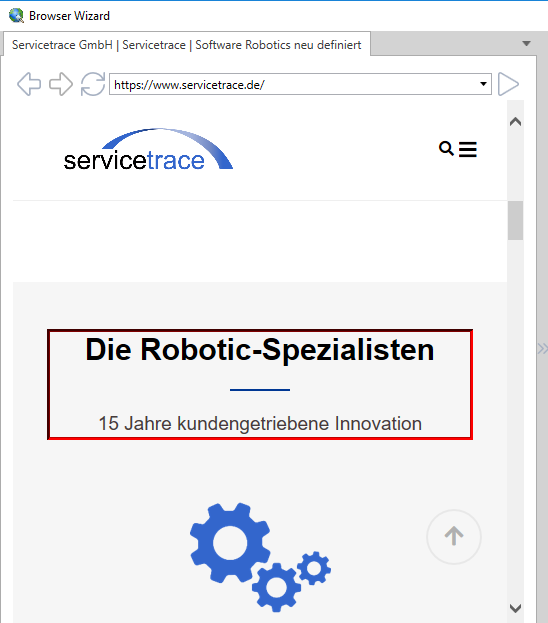 Browser Wizard
Servicetrace GmbH | Servicetrace | Software Robotics neu definiert
https://www.servicetrace.de/
servicetrace
Die Robotic-Spezialisten
15 Jahre kundengetriebene Innovation